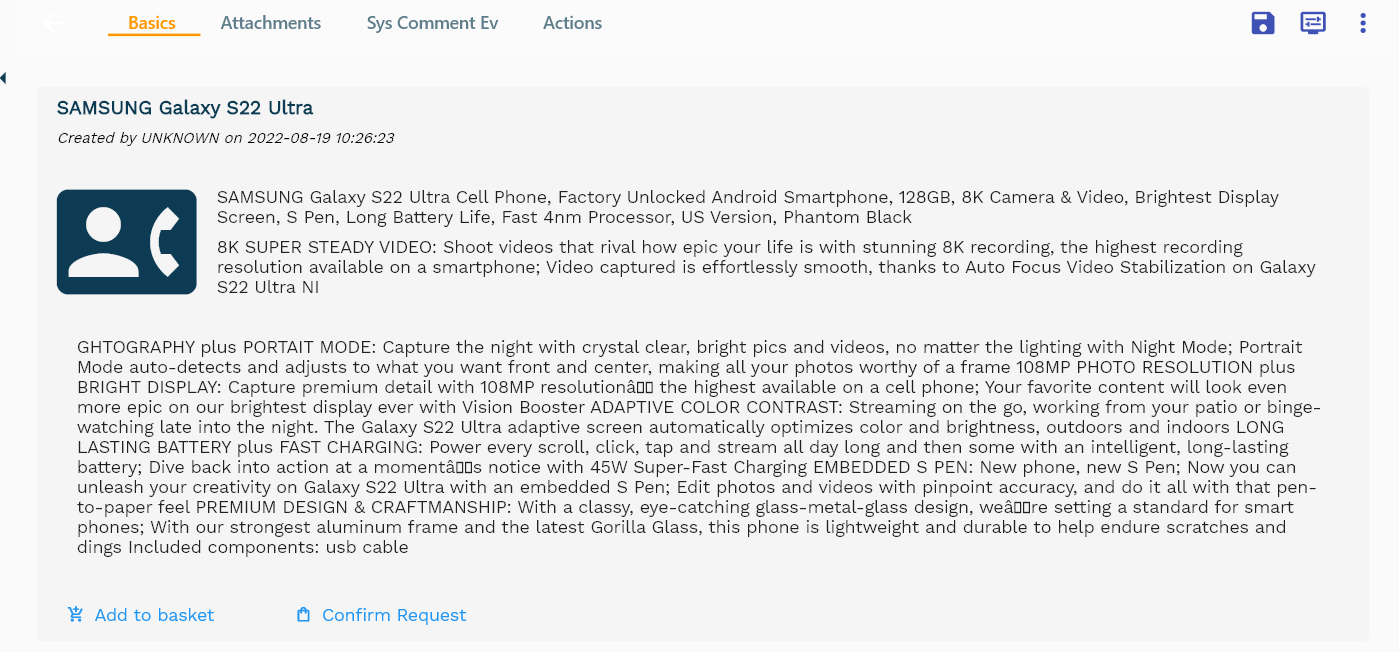 Basics Attachments Sys Comment Ev Actions
SAMSUNG Galaxy S22 Ultra
Created by UNKNOWN on 2022-08-19 10:26:23
SAMSUNG Galaxy S22 Ultra Cell Phone, Factory Unlocked Android Smartphone, 128GB, 8K Camera & Video, Brightest Display
Screen, S Pen, Long Battery Life, Fast 4nm Processor, US Version, Phantom Black
8K SUPER STEADY VIDEO: Shoot videos that rival how epic your life is with stunning 8K recording, the highest recording
resolution available on a smartphone; Video captured is effortlessly smooth, thanks to Auto Focus Video Stabilization on Galaxy
S22 Ultra NI
GHTOGRAPHY plus PORTAIT MODE: Capture the night with crystal clear, bright pics and videos, no matter the lighting with Night Mode; Portrait
Mode auto-detects and adjusts to what you want front and center, making all your photos worthy of a frame 108MP PHOTO RESOLUTION plus
BRIGHT DISPLAY: Capture premium detail with 108MP resolutionâ▯▯ the highest available on a cell phone; Your favorite content will look even
more epic on our brightest display ever with Vision Booster ADAPTIVE COLOR CONTRAST: Streaming on the go, working from your patio or binge-
watching late into the night. The Galaxy S22 Ultra adaptive screen automatically optimizes color and brightness, outdoors and indoors LONG
LASTING BATTERY plus FAST CHARGING: Power every scroll, click, tap and stream all day long and then some with an intelligent, long-lasting
battery; Dive back into action at a momentâ▯▯s notice with 45W Super-Fast Charging EMBEDDED S PEN: New phone, new S Pen; Now you can
unleash your creativity on Galaxy S22 Ultra with an embedded S Pen; Edit photos and videos with pinpoint accuracy, and do it all with that pen-
to-paper feel PREMIUM DESIGN & CRAFTMANSHIP: With a classy, eye-catching glass-metal-glass design, weâ▯▯re setting a standard for smart
phones; With our strongest aluminum frame and the latest Gorilla Glass, this phone is lightweight and durable to help endure scratches and
dings Included components: usb cable
Add to basket Confirm Request